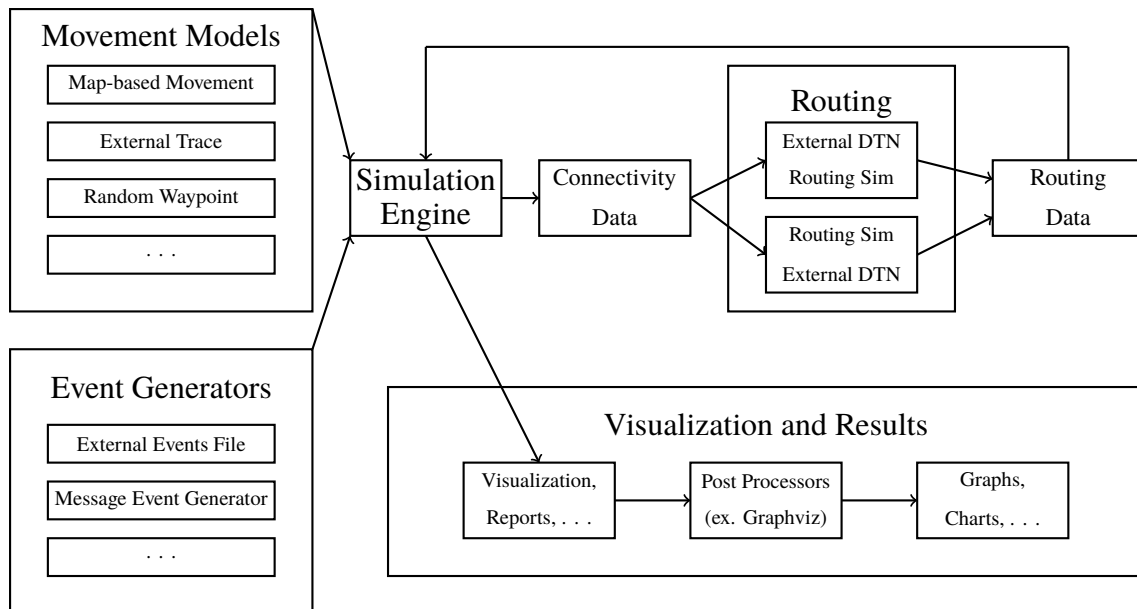 Movement Models
Map-based Movement
External Trace
Random Waypoint
. . .
Event Generators
External Events File
Message Event Generator
. . .
Simulation
Engine
Connectivity
Data
Routing
External DTN
Routing Sim
Routing Sim
External DTN
Routing
Data
Visualization and Results
Visualization,
Reports, . . .
Post Processors
(ex. Graphviz)
Graphs,
Charts, . . .